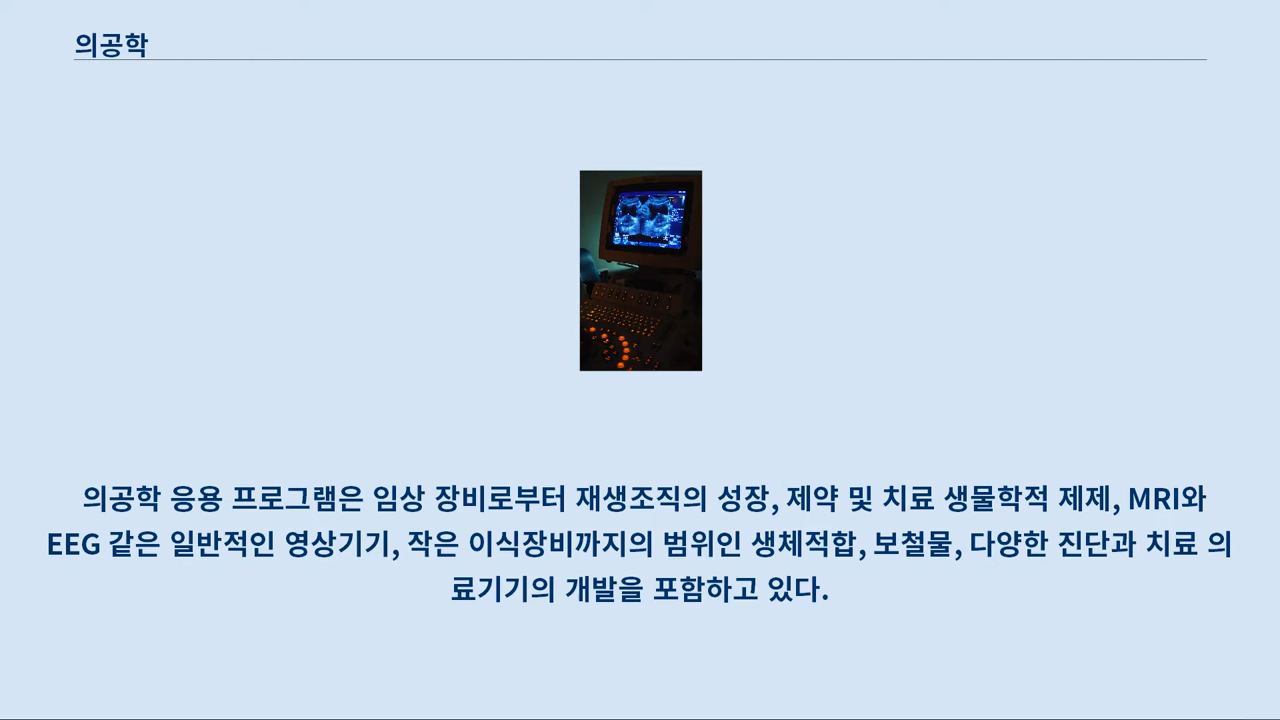 의공학
의공학 응용 프로그램은 임상 장비로부터 재생조직의 성장, 제약 및 치료 생물학적 제제, MRI와
EEG 같은 일반적인 영상기기, 작은 이식장비까지의 범위인 생체적합, 보철물, 다양한 진단과 치료 의
료기기의 개발을 포함하고 있다.